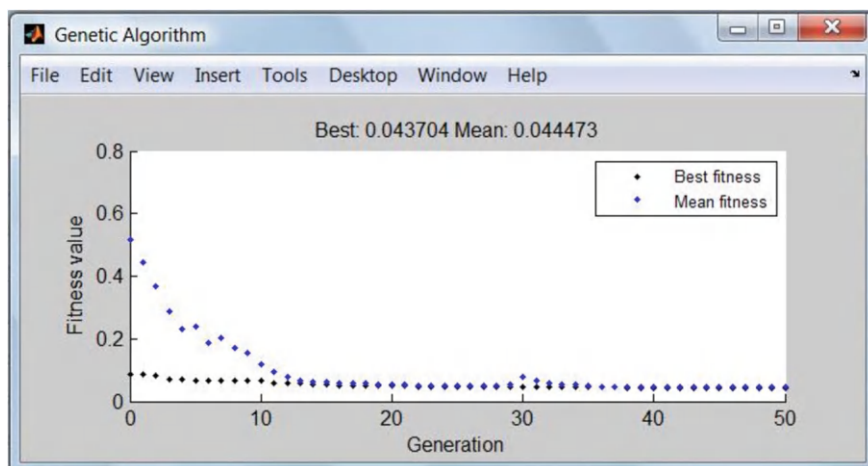 Genetic Algorithm
File Edit View Insert Tools Desktop Window Help
Best: 0.043704 Mean: 0.044473
0.8
0.6
0.4
0.2
0
Fitness value
Best fitness
Mean fitness
0 10 20 30 40 50
Generation